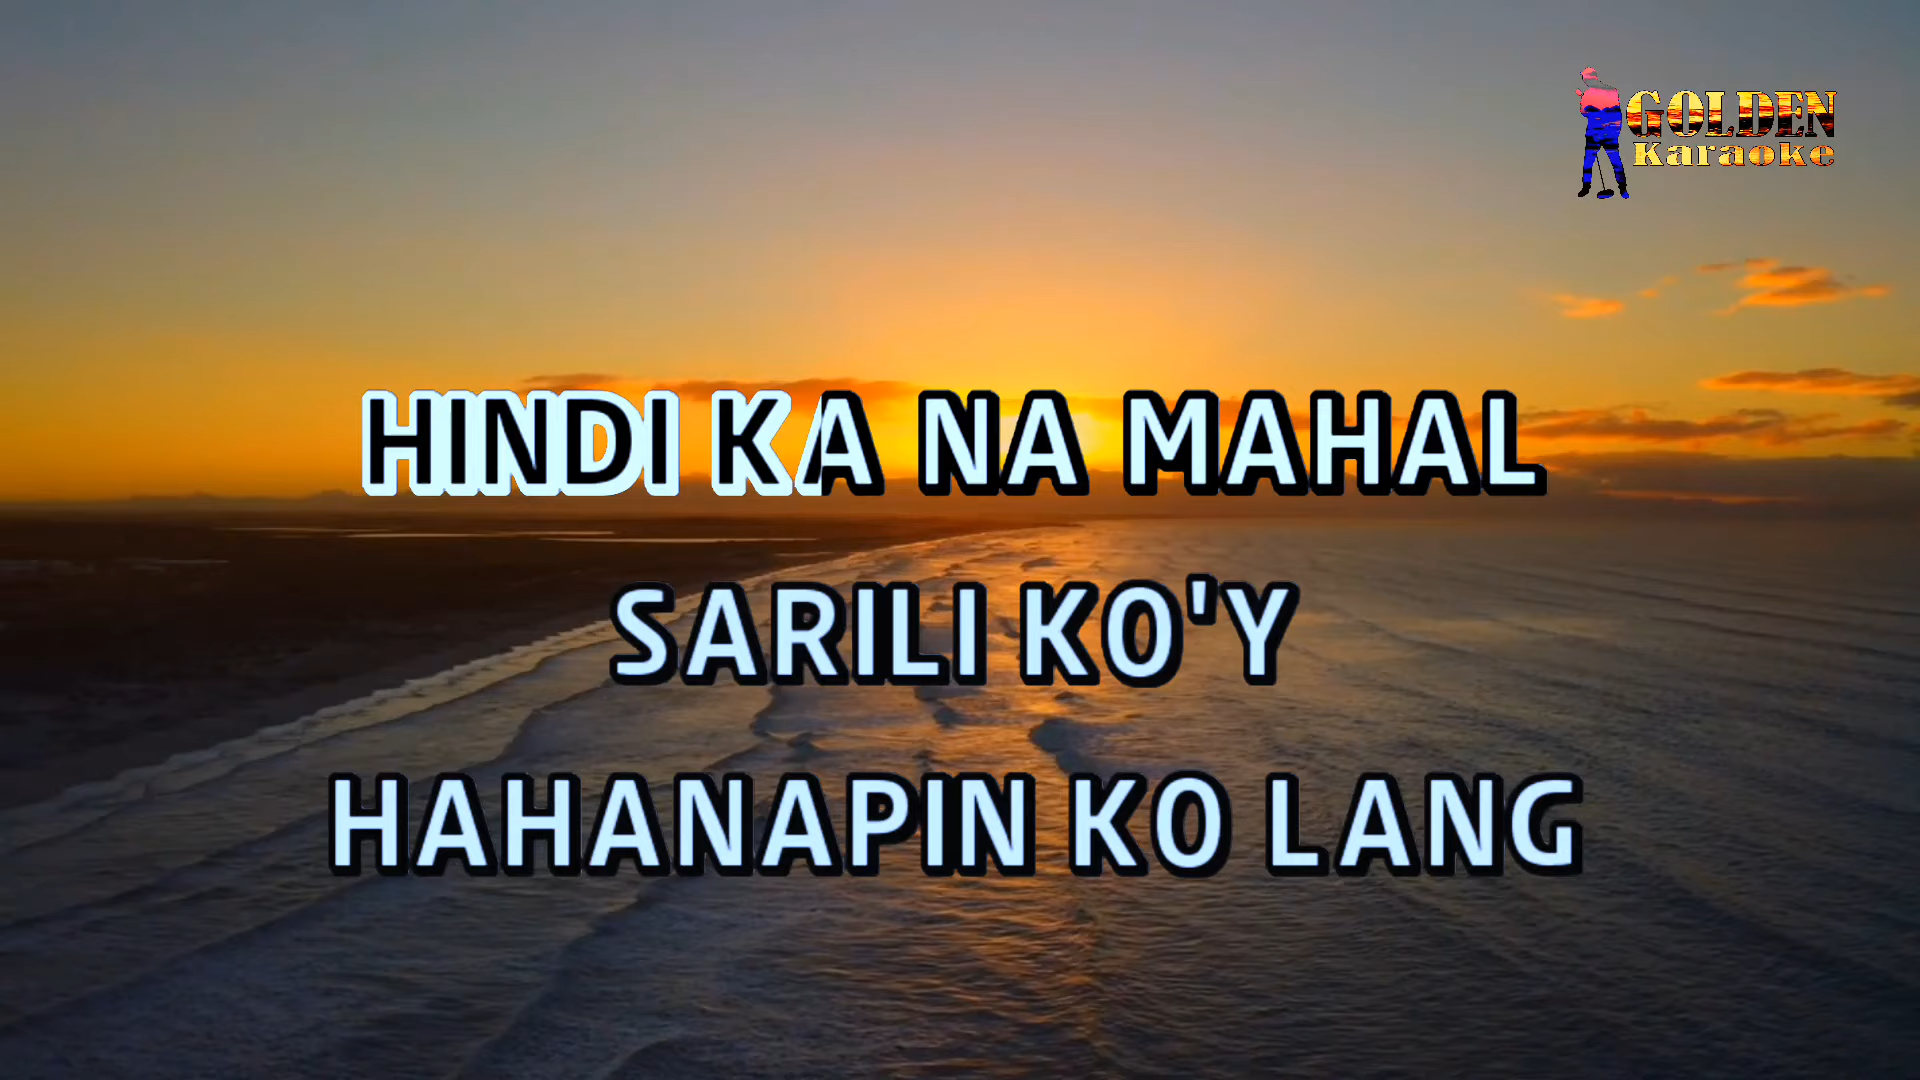 GOLDEN
Karaoke
HINDI KA NA MAHAL
SARILI KO'Y
HAHANAPIN KO LANG